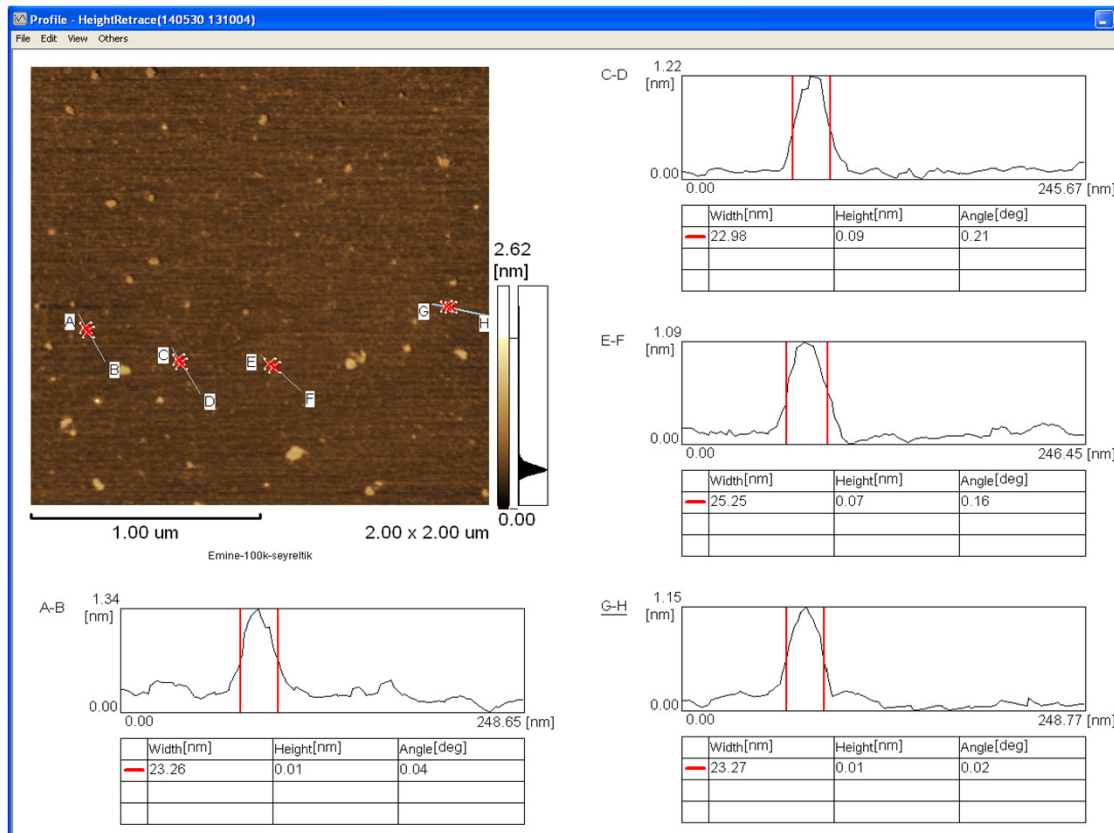 Profile - HeightRetrace(140530 131004)
File Edit View Others
A
B
C
D
E
F
G
H
2.62
[nm]
0.00
1.00 um
2.00 x 2.00 um
Emine-100k-seyreltik
A-B
1.34
[nm]
0.00
0.00 248.65 [nm]
Width[nm] Height[nm] Angle[deg]
23.26 0.01 0.04
C-D
1.22
[nm]
0.00
0.00 245.67 [nm]
Width[nm] Height[nm] Angle[deg]
22.98 0.09 0.21
E-F
1.09
[nm]
0.00
0.00 246.45 [nm]
Width[nm] Height[nm] Angle[deg]
25.25 0.07 0.16
G-H
1.15
[nm]
0.00
0.00 248.77 [nm]
Width[nm] Height[nm] Angle[deg]
23.27 0.01 0.02